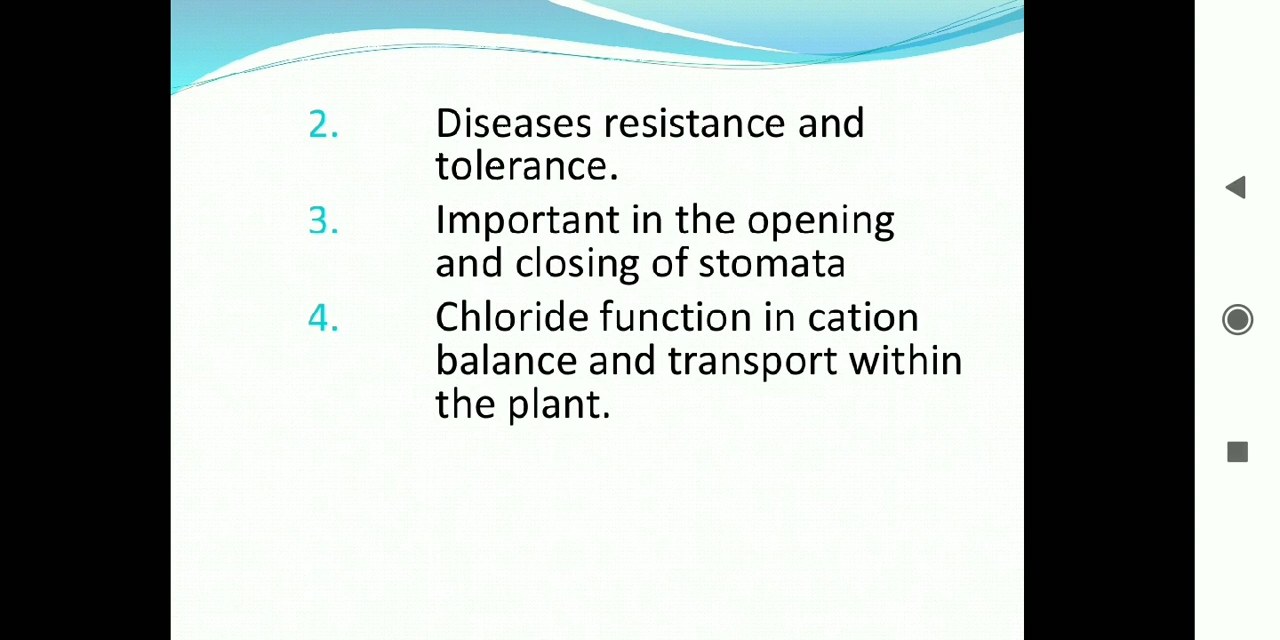 2. Diseases resistance and
tolerance.
3. Important in the opening
and closing of stomata
4. Chloride function in cation
balance and transport within
the plant.